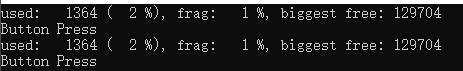 used:   1364 (  2 %), frag:   1 %, biggest free: 129704
Button Press
used:   1364 (  2 %), frag:   1 %, biggest free: 129704
Button Press